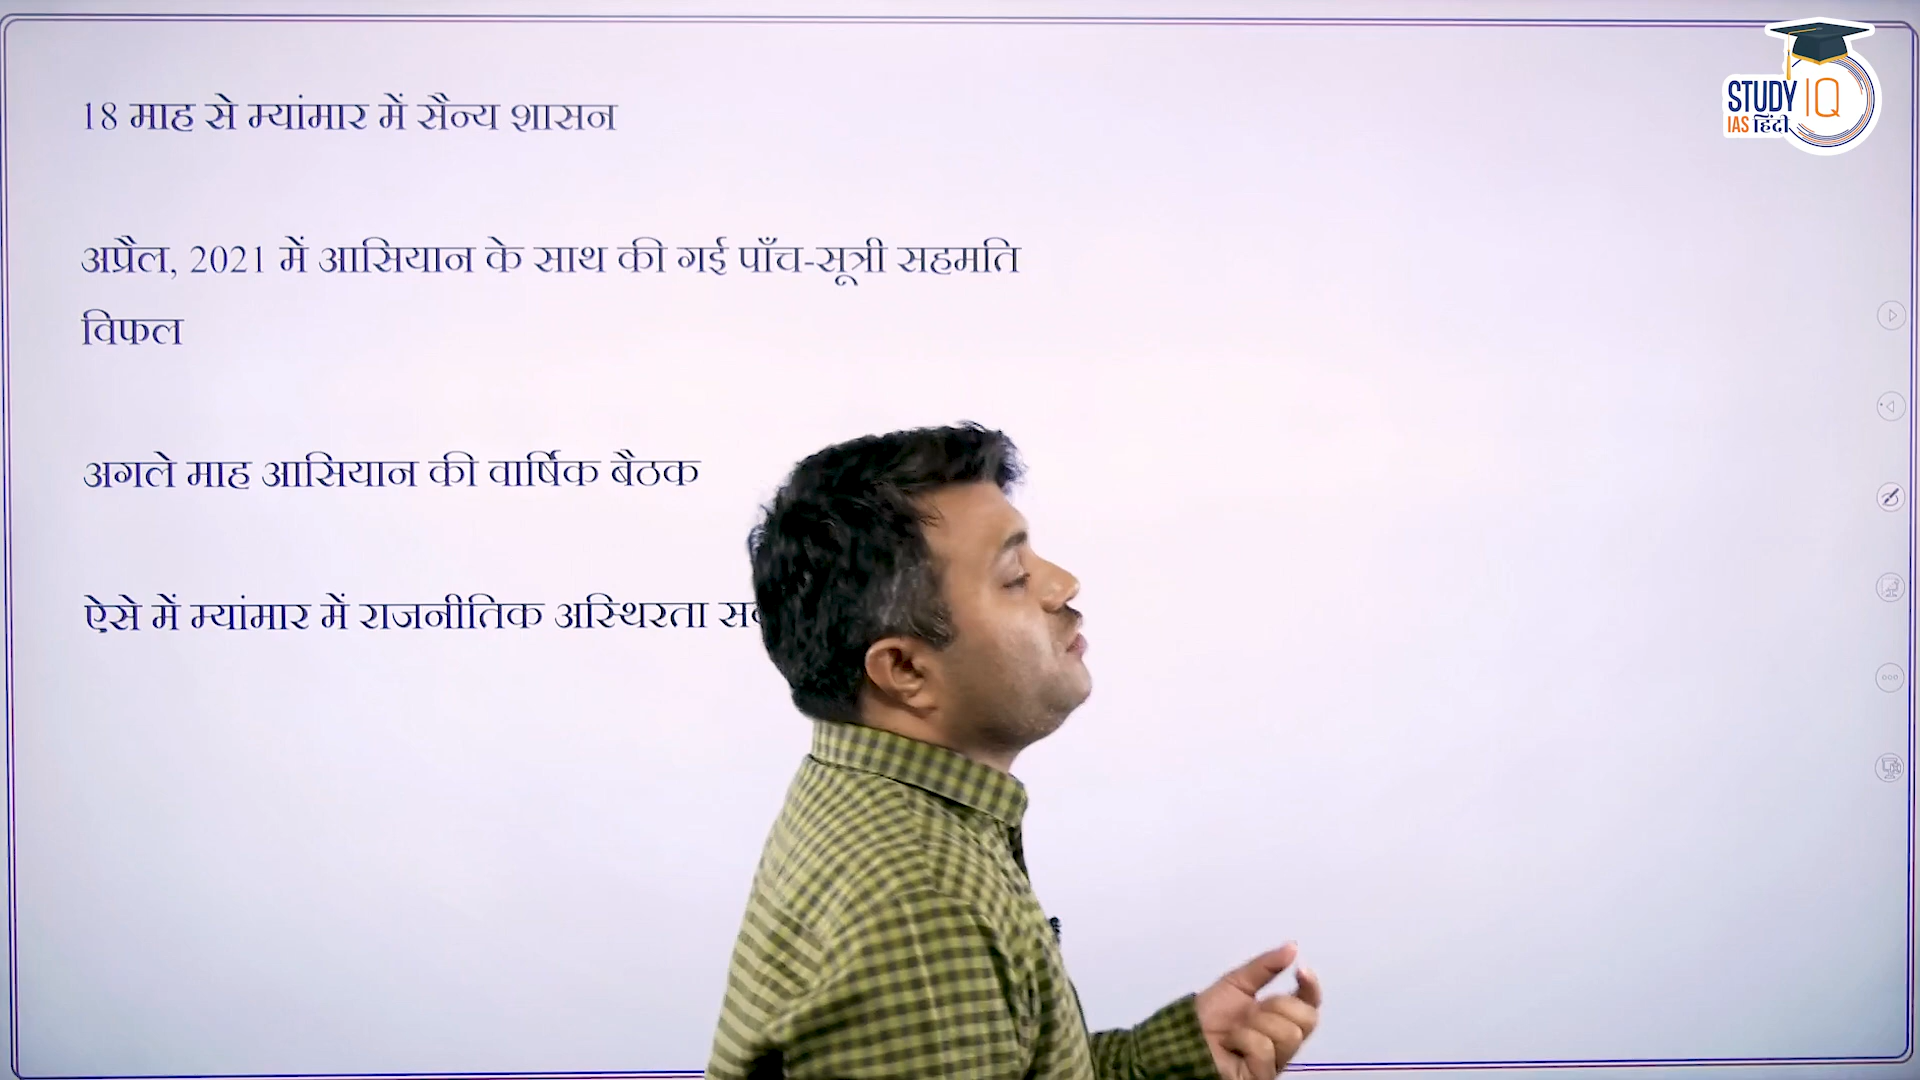 18 माह से म्यांमार में सैन्य शासन
अप्रैल, 2021 में आसियान के साथ की गई पाँच-सूत्री सहमति
विफल
अगले माह आसियान की वार्षिक बैठक
ऐसे में म्यांमार में राजनीतिक अस्थिरता
STUDY IQ
IAS हिंदी